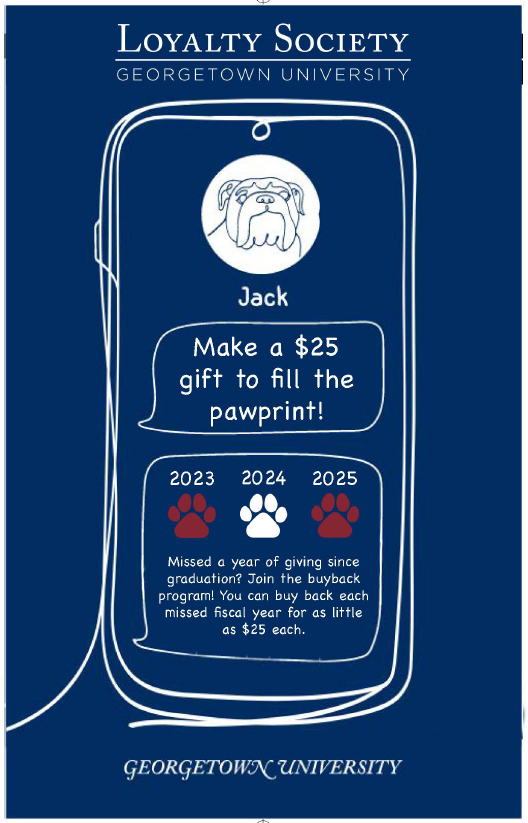 LOYALTY SOCIETY
GEORGETOWN UNIVERSITY
Jack
Make a $25
gift to fill the
pawprint!
2023 2024 2025
Missed a year of giving since
graduation? Join the buyback
program! You can buy back each
missed fiscal year for as little
as $25 each.
GEORGETOWN UNIVERSITY